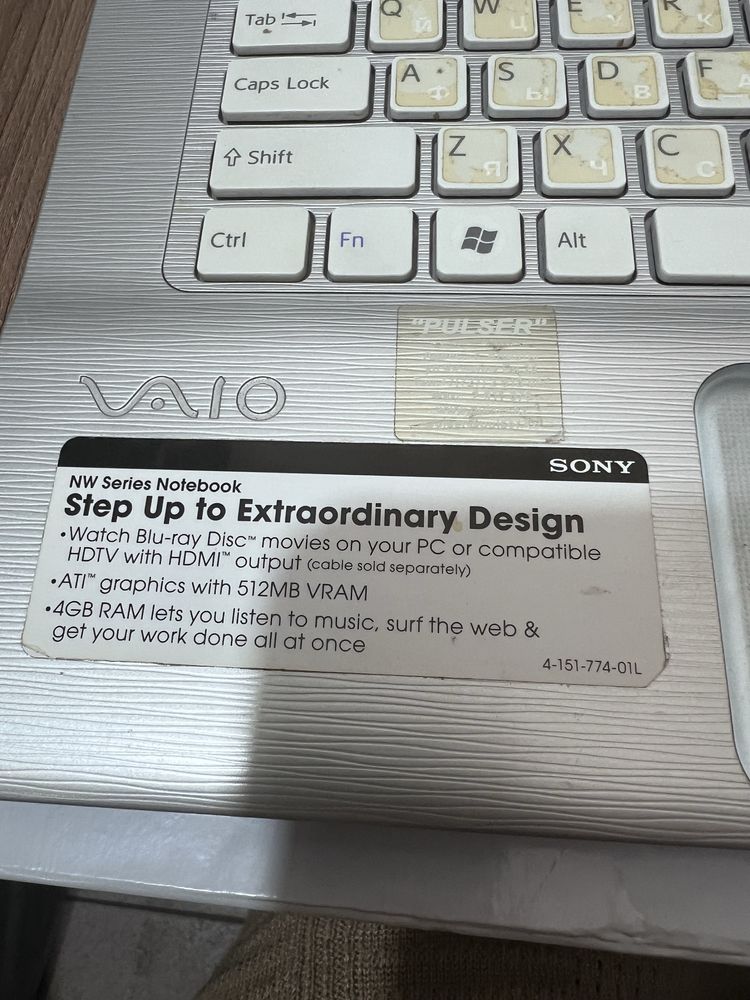 Tab
Q Й W Ц E У R К
Caps Lock A Ф S Ы D В F А
Shift Z Я X Ч C С
Ctrl Fn Alt
"PULSER"
VAIO
SONY
NW Series Notebook
Step Up to Extraordinary Design
•Watch Blu-ray Disc™ movies on your PC or compatible
HDTV with HDMI™ output (cable sold separately)
•ATI™ graphics with 512MB VRAM
•4GB RAM lets you listen to music, surf the web &
get your work done all at once
4-151-774-01L